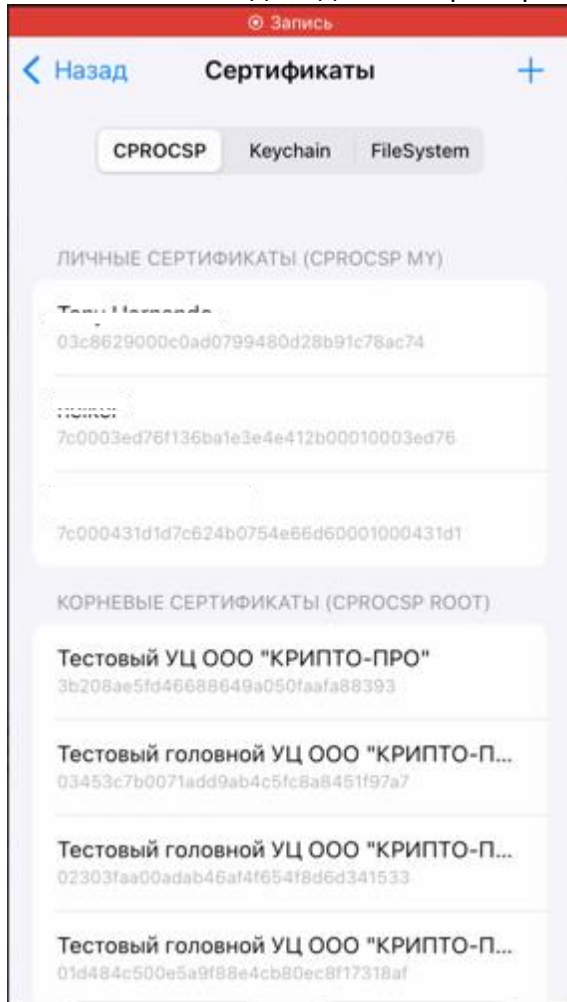 Запись
Назад
Сертификаты
+
CPROCSP
Keychain
FileSystem
ЛИЧНЫЕ СЕРТИФИКАТЫ (CPROCSP MY)
03c8629000c0ad0799480d28b91c78ac74
7c0003ed76f136ba1e3e4e412b00010003ed76
7c000431d1d7c624b0754e66d60001000431d1
КОРНЕВЫЕ СЕРТИФИКАТЫ (CPROCSP ROOT)
Тестовый УЦ ООО "КРИПТО-ПРО"
3b208ae5fd46688649a050faafa88393
Тестовый головной УЦ ООО "КРИПТО-П...
03453c7b0071add9ab4c5fc8a8451f97a7
Тестовый головной УЦ ООО "КРИПТО-П...
02303faa00adab46af4f654f8d6d341533
Тестовый головной УЦ ООО "КРИПТО-П...
01d484c500e5a9f88e4cb80ec8f17318af